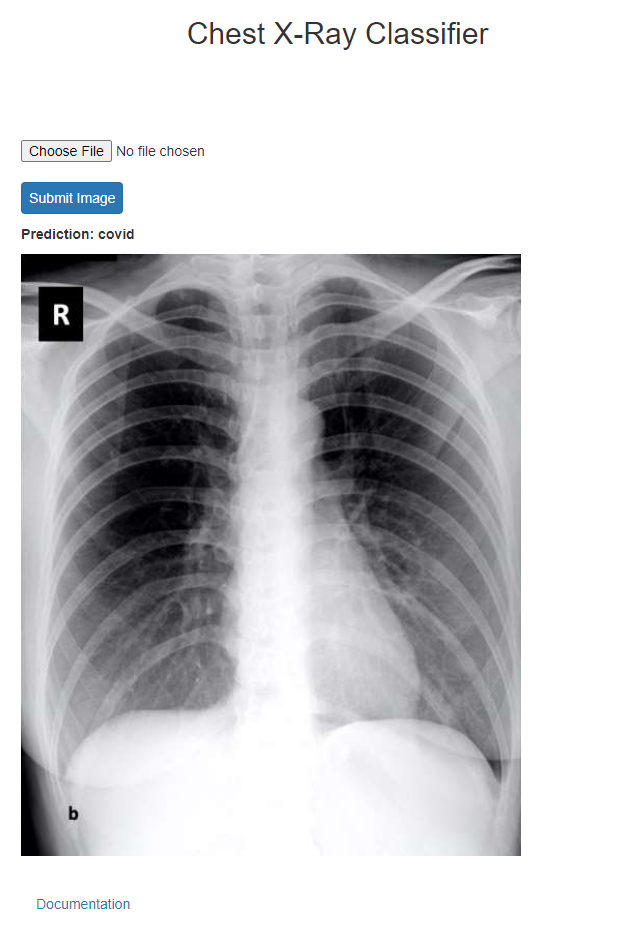 Chest X-Ray Classifier
Choose File No file chosen
Submit Image
Prediction: covid
R
b
Documentation